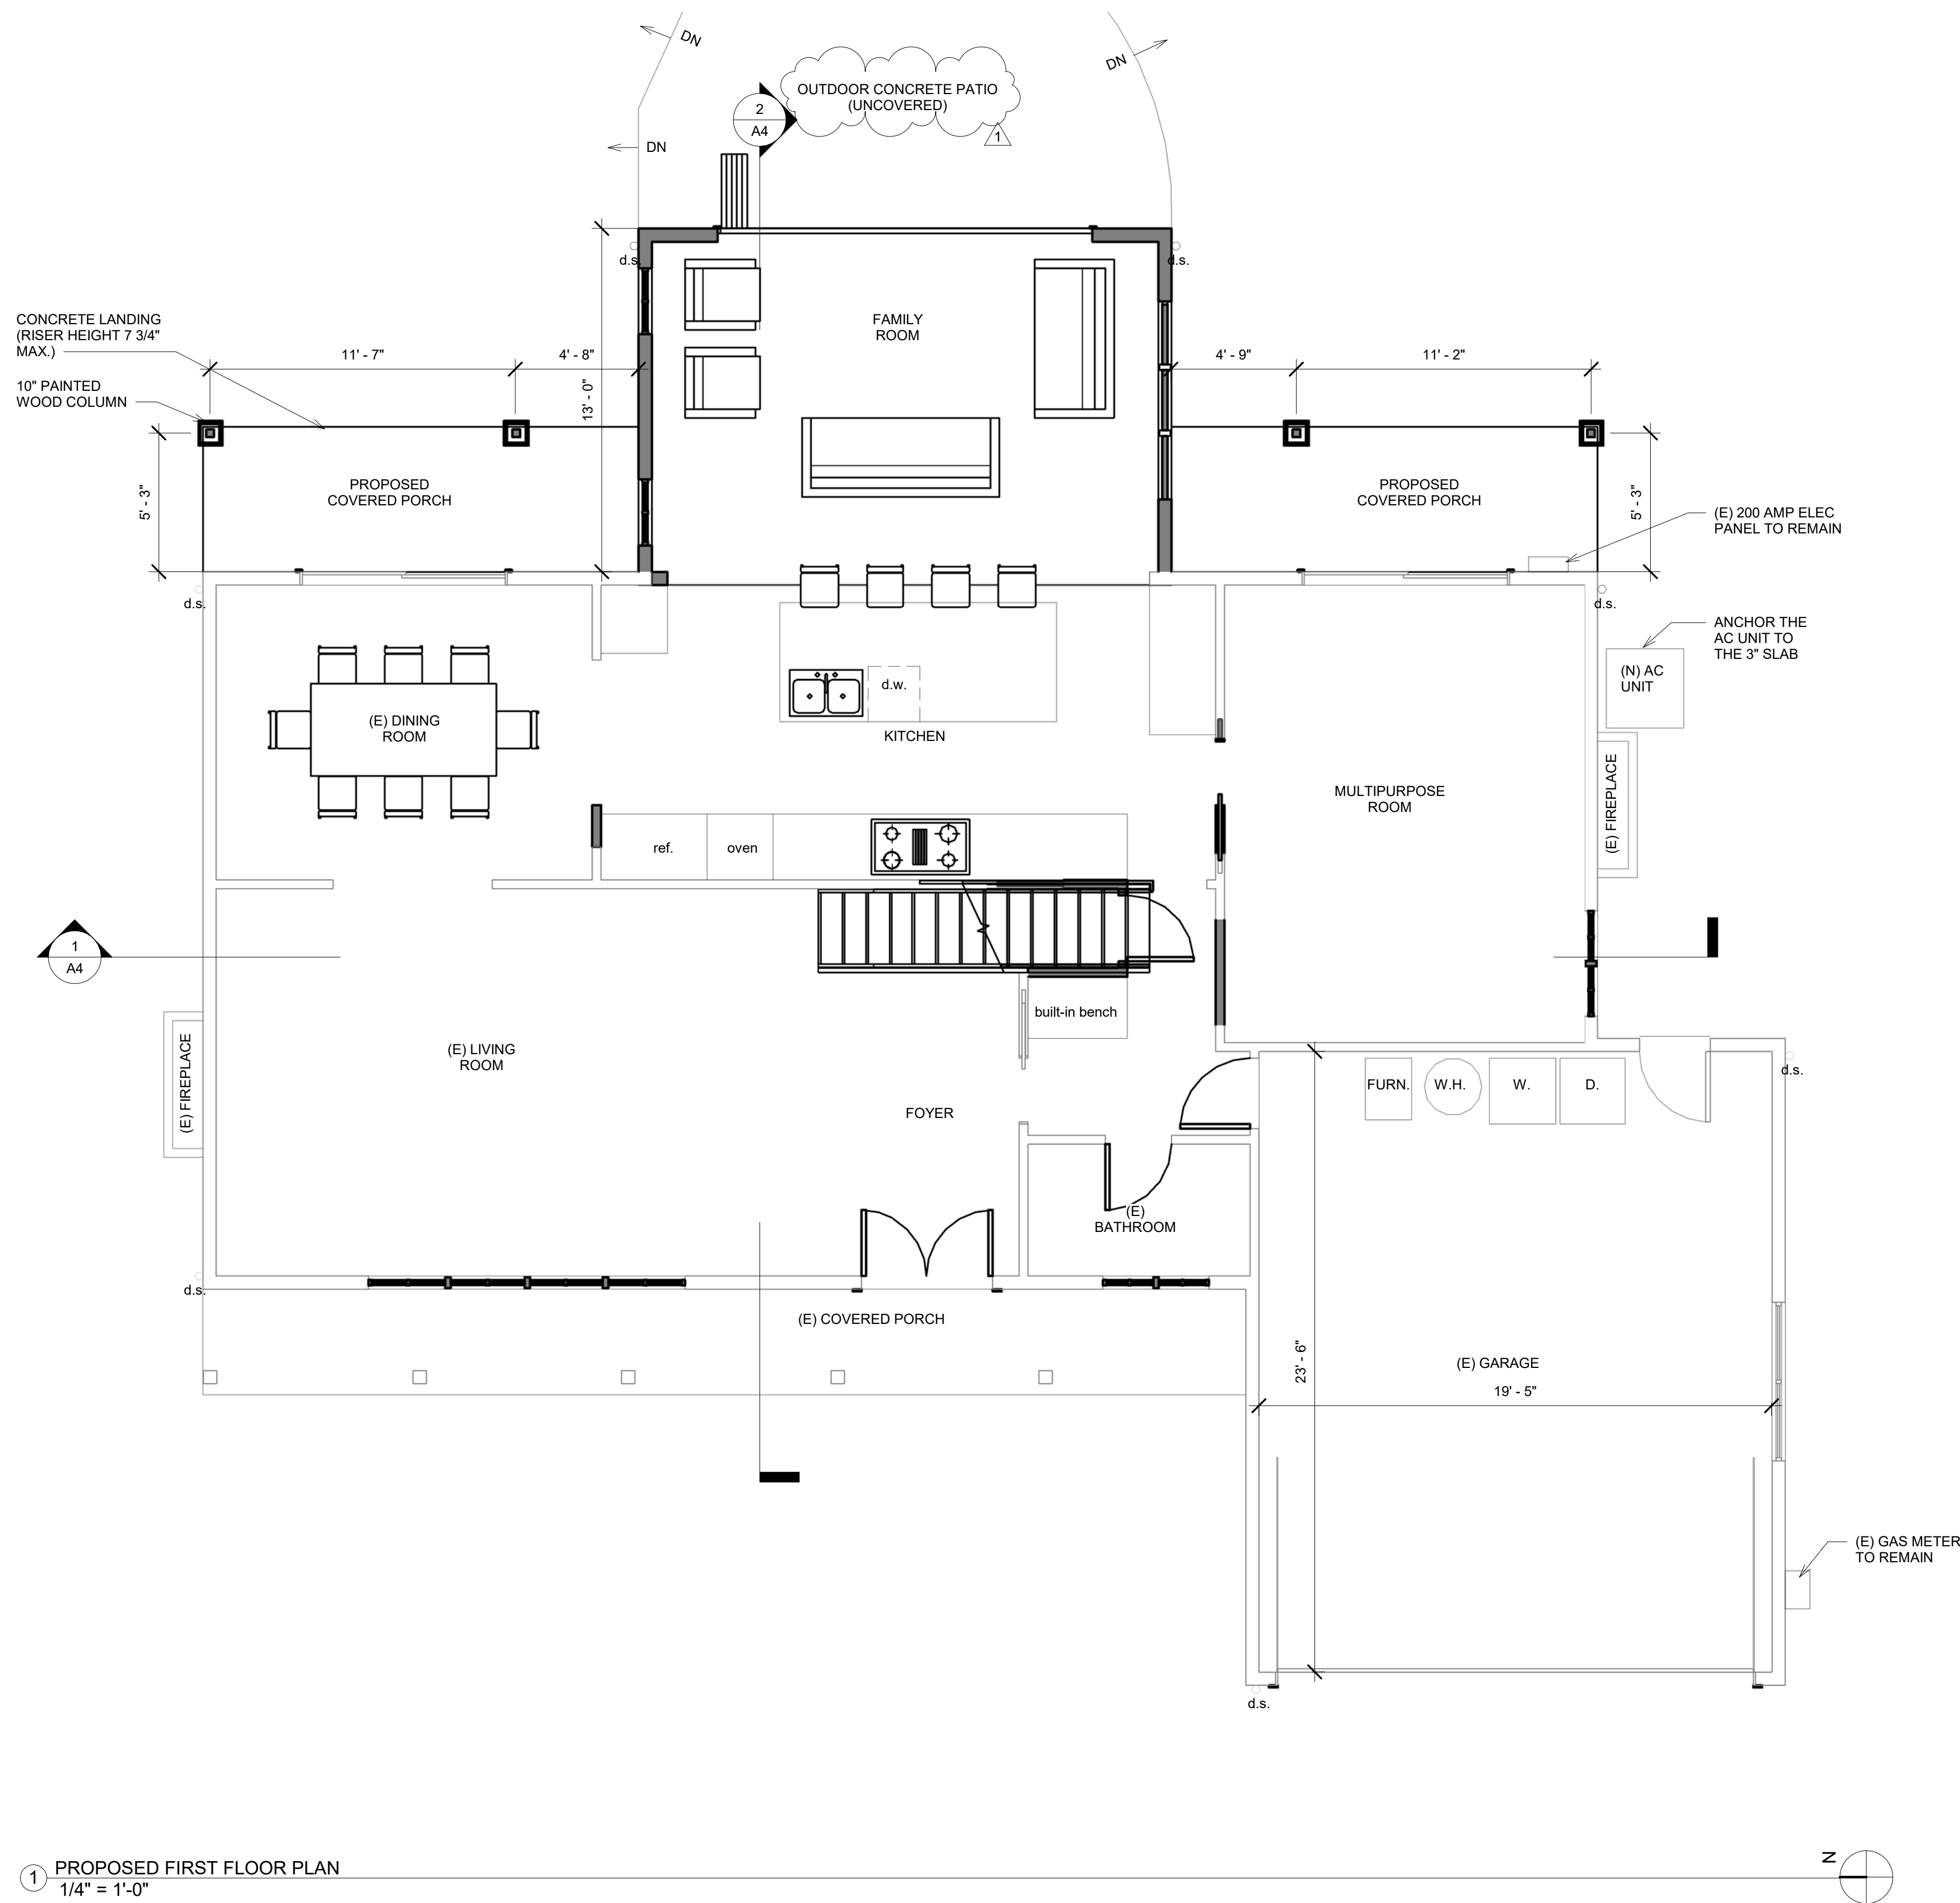 DN
DN
OUTDOOR CONCRETE PATIO
(UNCOVERED)
1
2
A4
DN
d.s.
d.s.
CONCRETE LANDING
(RISER HEIGHT 7 3/4"
MAX.)
10" PAINTED
WOOD COLUMN
11' - 7"
4' - 8"
13' - 0"
FAMILY
ROOM
4' - 9"
11' - 2"
5' - 3"
PROPOSED
COVERED PORCH
PROPOSED
COVERED PORCH
5' - 3"
(E) 200 AMP ELEC
PANEL TO REMAIN
d.s.
d.s.
ANCHOR THE
AC UNIT TO
THE 3" SLAB
(N) AC
UNIT
(E) DINING
ROOM
d.w.
KITCHEN
MULTIPURPOSE
ROOM
(E) FIREPLACE
ref.
oven
1
A4
built-in bench
(E) LIVING
ROOM
(E) FIREPLACE
FOYER
FURN.
W.H.
W.
D.
d.s.
(E)
BATHROOM
d.s.
(E) COVERED PORCH
23' - 6"
(E) GARAGE
19' - 5"
(E) GAS METER
TO REMAIN
d.s.
1
PROPOSED FIRST FLOOR PLAN
1/4" = 1'-0"
N